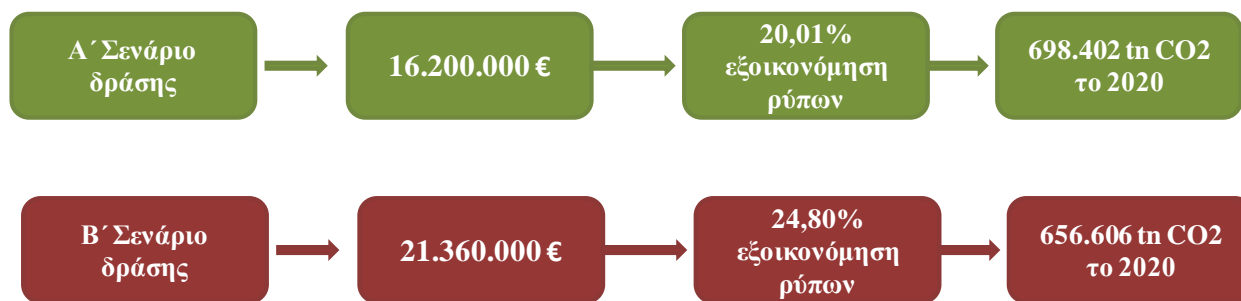 Α΄ Σενάριο
δράσης
16.200.000 €
20,01%
εξοικονόμηση
ρύπων
698.402 tn CO2
το 2020
Β΄ Σενάριο
δράσης
21.360.000 €
24,80%
εξοικονόμηση
ρύπων
656.606 tn CO2
το 2020